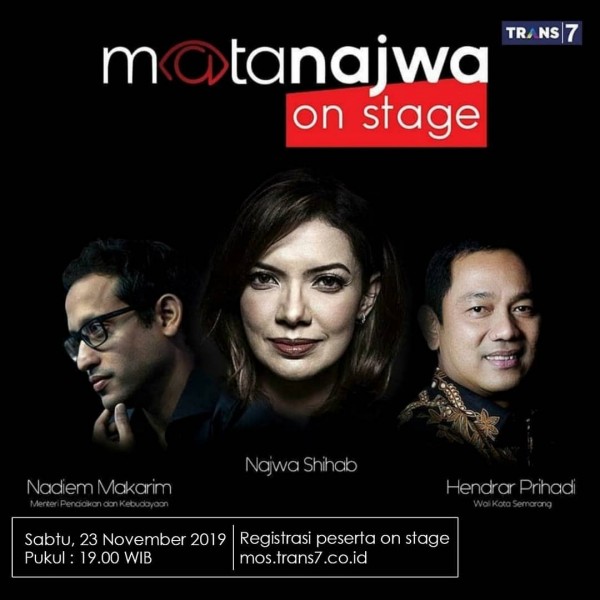 TRANS|7
m@tanajwa
on stage
Najwa Shihab
Nadiem Makarim
Menteri Pendidikan dan Kebudayaan
Hendrar Prihadi
Wali Kota Semarang
Sabtu, 23 November 2019
Pukul : 19.00 WIB
Registrasi peserta on stage
mos.trans7.co.id